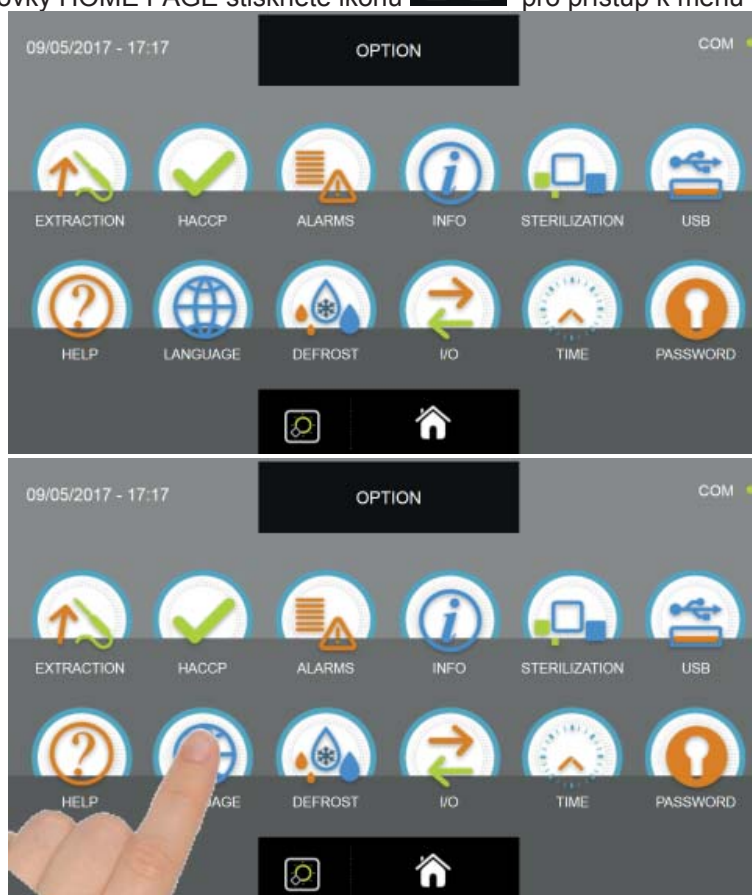 ovky HOME PAGE stiskněte ikonu pro přístup k menu
09/05/2017 - 17:17 OPTION COM
EXTRACTION HACCP ALARMS INFO STERILIZATION USB
HELP LANGUAGE DEFROST I/O TIME PASSWORD
09/05/2017 - 17:17 OPTION COM
EXTRACTION HACCP ALARMS INFO STERILIZATION USB
HELP AGE DEFROST I/O TIME PASSWORD